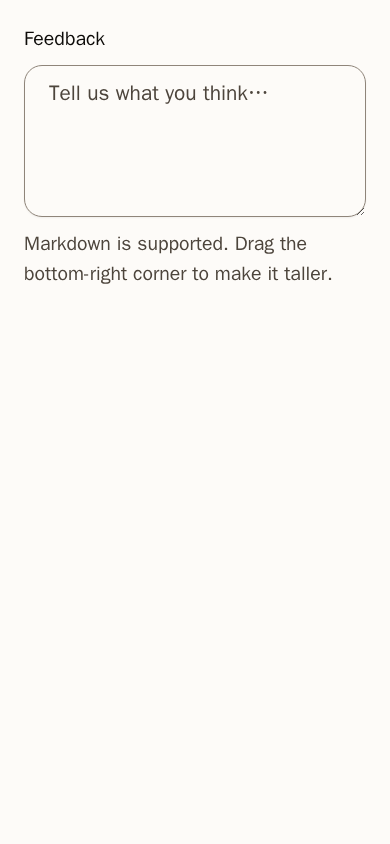 Feedback
Tell us what you think⋯
Markdown is supported. Drag the
bottom-right corner to make it taller.